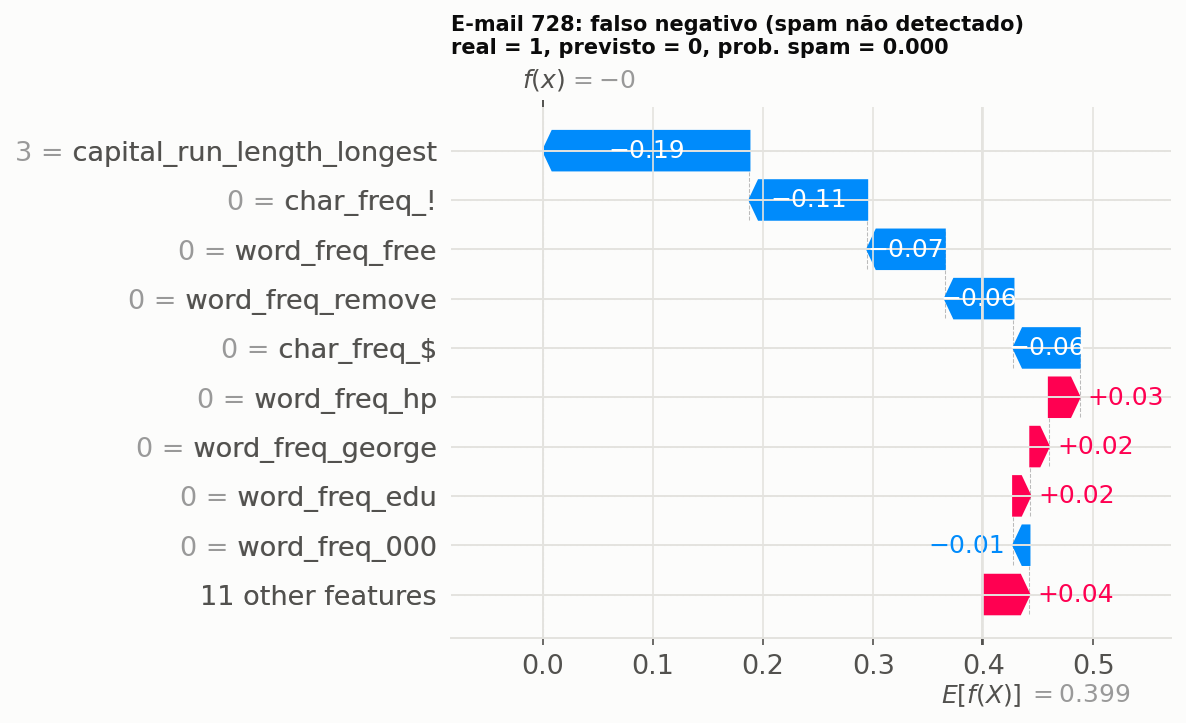 E-mail 728: falso negativo (spam não detectado)
real = 1, previsto = 0, prob. spam = 0.000
f(x) = −0
3 = capital_run_length_longest −0.19
0 = char_freq_! −0.11
0 = word_freq_free −0.07
0 = word_freq_remove −0.06
0 = char_freq_$ −0.06
0 = word_freq_hp +0.03
0 = word_freq_george +0.02
0 = word_freq_edu +0.02
0 = word_freq_000 −0.01
11 other features +0.04
0.0 0.1 0.2 0.3 0.4 0.5
E[f(X)] = 0.399